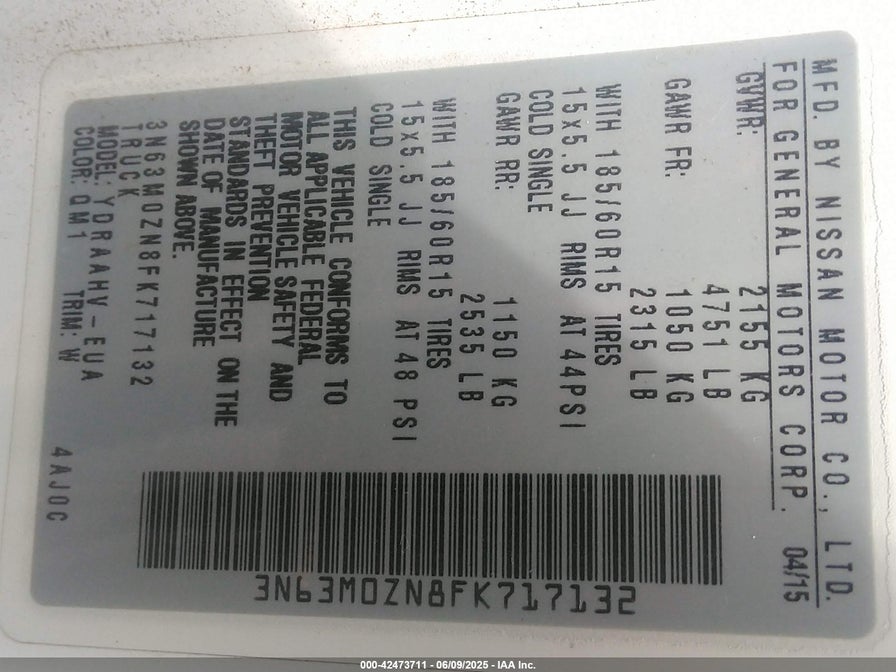 MFD. BY NISSAN MOTOR CO., LTD.
FOR GENERAL MOTORS CORP. 04/15
GVWR: 2155 KG
4751 LB
GAWR FR: 1050 KG
2315 LB
WITH 185/60R15 TIRES
15x5.5 JJ RIMS AT 44PSI
COLD SINGLE
GAWR RR: 1150 KG
2535 LB
WITH 185/60R15 TIRES
15x5.5 JJ RIMS AT 48 PSI
COLD SINGLE
THIS VEHICLE CONFORMS TO
ALL APPLICABLE FEDERAL
MOTOR VEHICLE SAFETY AND
THEFT PREVENTION
STANDARDS IN EFFECT ON THE
DATE OF MANUFACTURE
SHOWN ABOVE.
3N63M0ZN8FK717132
TRUCK
MODEL: YDRAAHV-EUA
COLOR: QM1 TRIM: W
4AJ0C
3N63M0ZN8FK717132
000-42473711 - 06/09/2025 - IAA Inc.